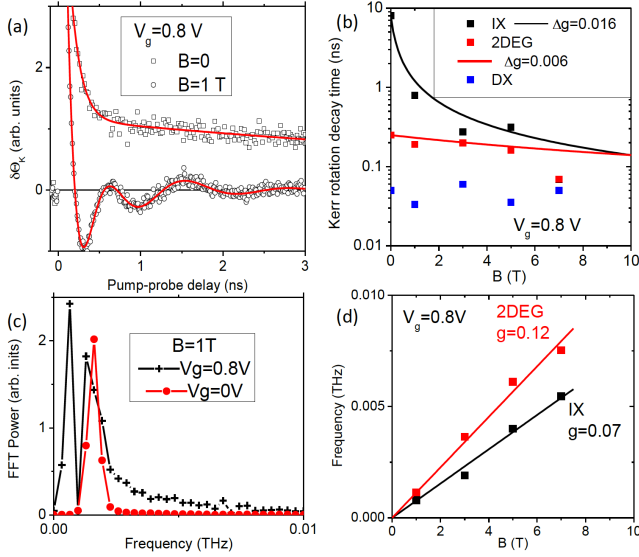 (a)
V_g=0.8 V
B=0
B=1 T
δΘ_K (arb. units)
2
0
0
1
2
3
Pump-probe delay (ns)
(b)
IX
Δg=0.016
2DEG
Δg=0.006
DX
Kerr rotation decay time (ns)
10
1
0.1
0.01
V_g=0.8 V
0
2
4
6
8
10
B (T)
(c)
B=1T
Vg=0.8V
Vg=0V
FFT Power (arb. inits)
2
1
0
0.00
0.01
Frequency (THz)
(d)
V_g=0.8V
2DEG
g=0.12
IX
g=0.07
Frequency (THz)
0.010
0.005
0.000
0
2
4
6
8
10
B (T)